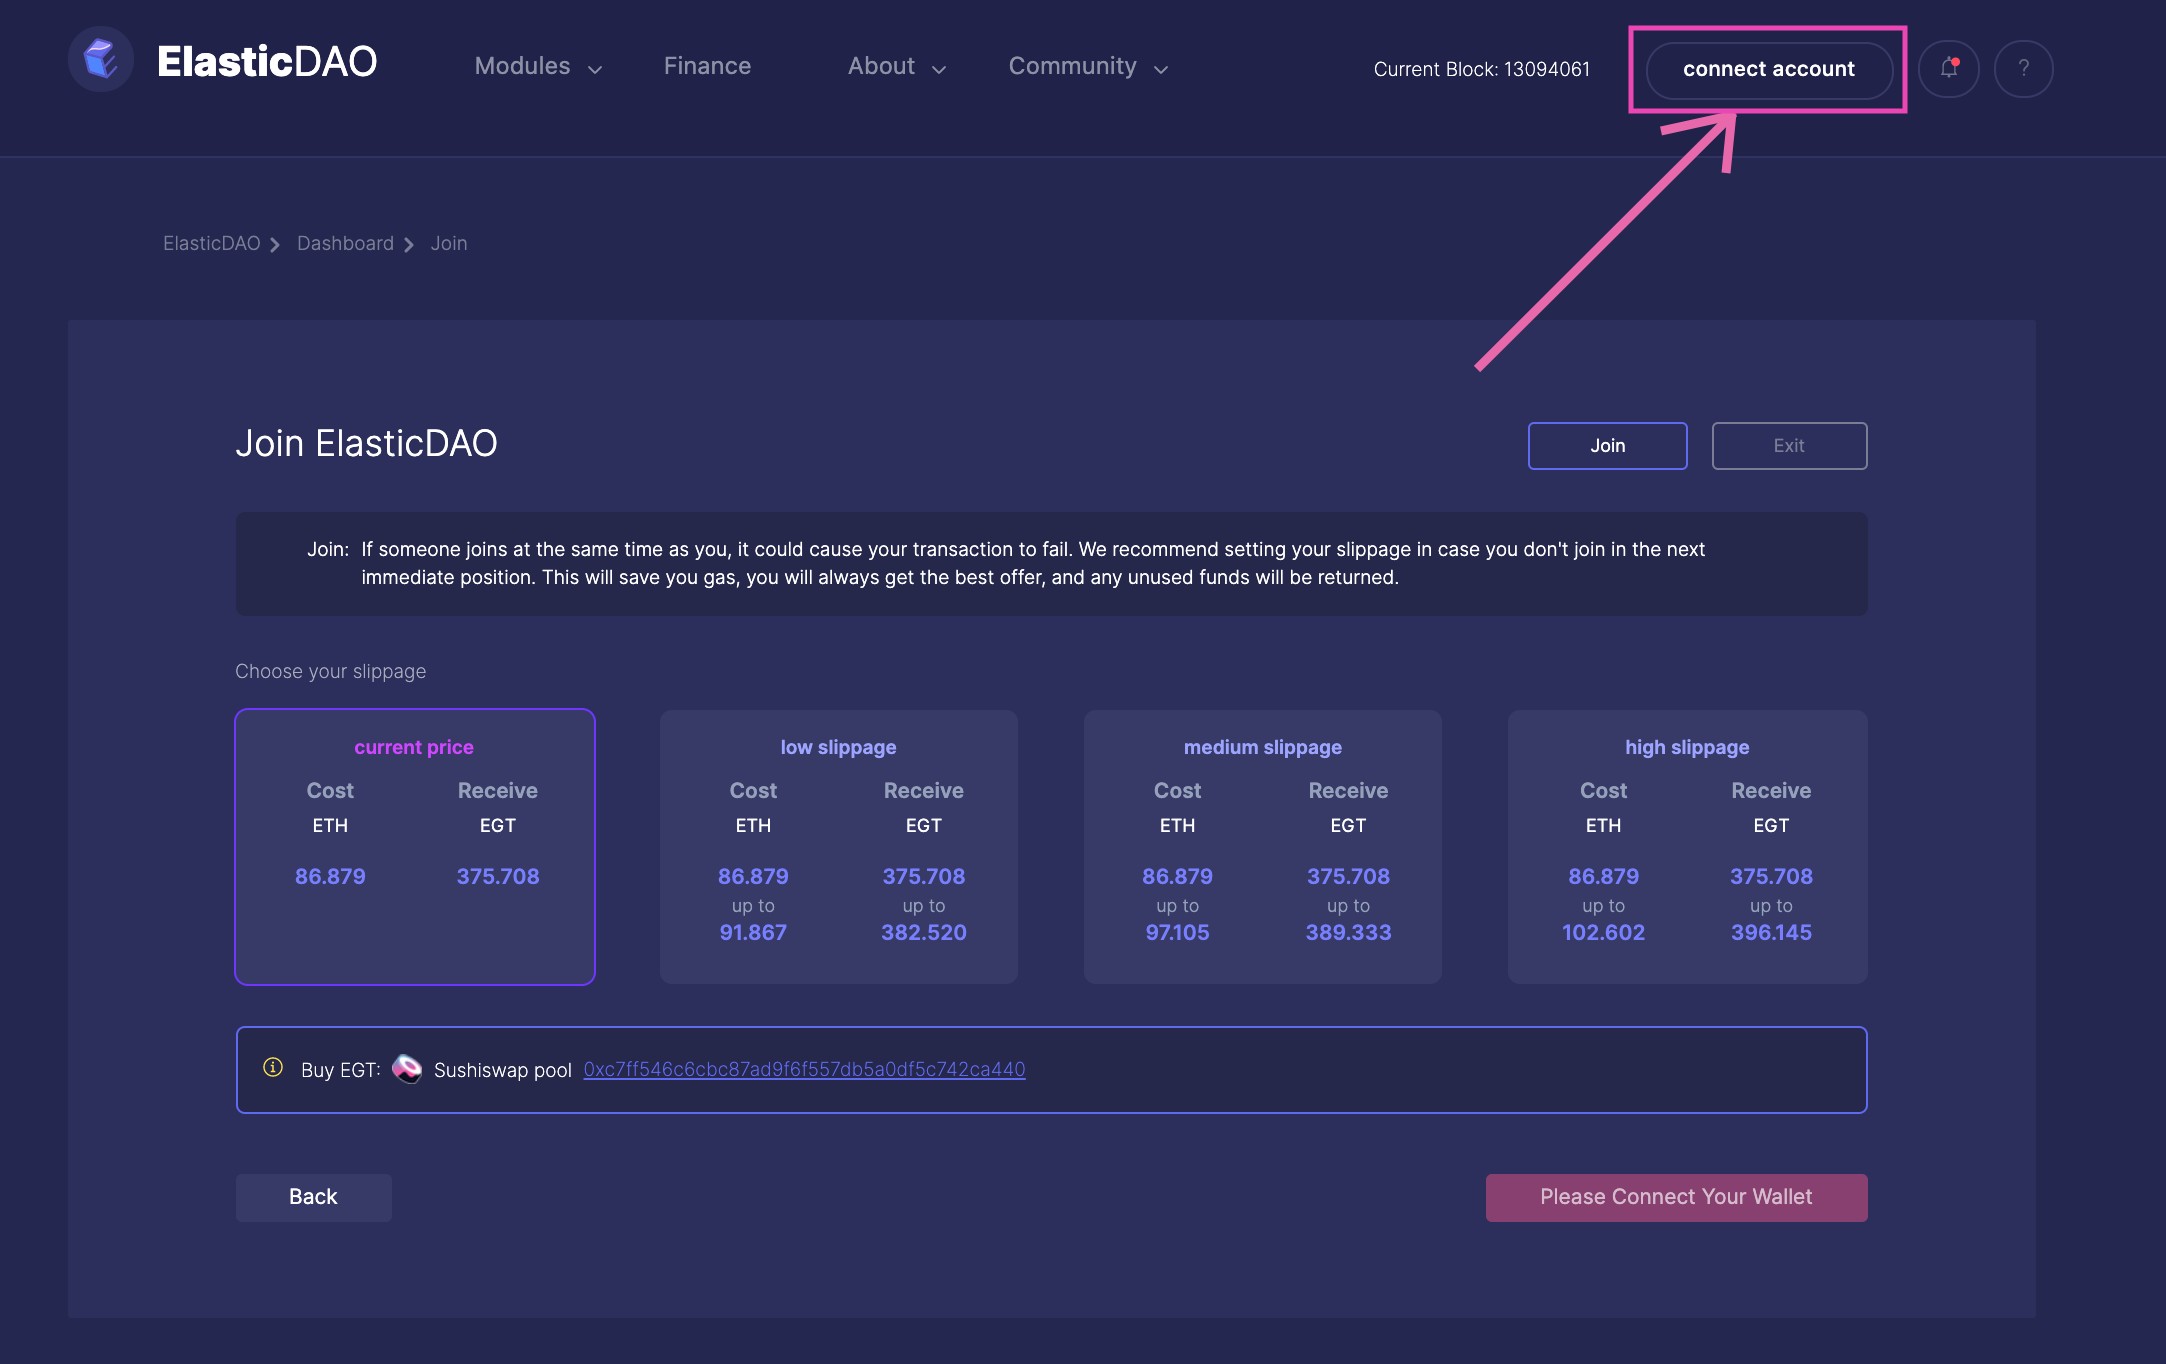 ElasticDAO
Modules
Finance
About
Community
Current Block: 13094061
connect account
?
ElasticDAO
Dashboard
Join
Join ElasticDAO
Join
Exit
Join: If someone joins at the same time as you, it could cause your transaction to fail. We recommend setting your slippage in case you don't join in the next
immediate position. This will save you gas, you will always get the best offer, and any unused funds will be returned.
Choose your slippage
current price
Cost Receive
ETH EGT
86.879 375.708
low slippage
Cost Receive
ETH EGT
86.879 375.708
up to up to
91.867 382.520
medium slippage
Cost Receive
ETH EGT
86.879 375.708
up to up to
97.105 389.333
high slippage
Cost Receive
ETH EGT
86.879 375.708
up to up to
102.602 396.145
Buy EGT: Sushiswap pool 0xc7ff546c6cbc87ad9f6f557db5a0df5c742ca440
Back
Please Connect Your Wallet